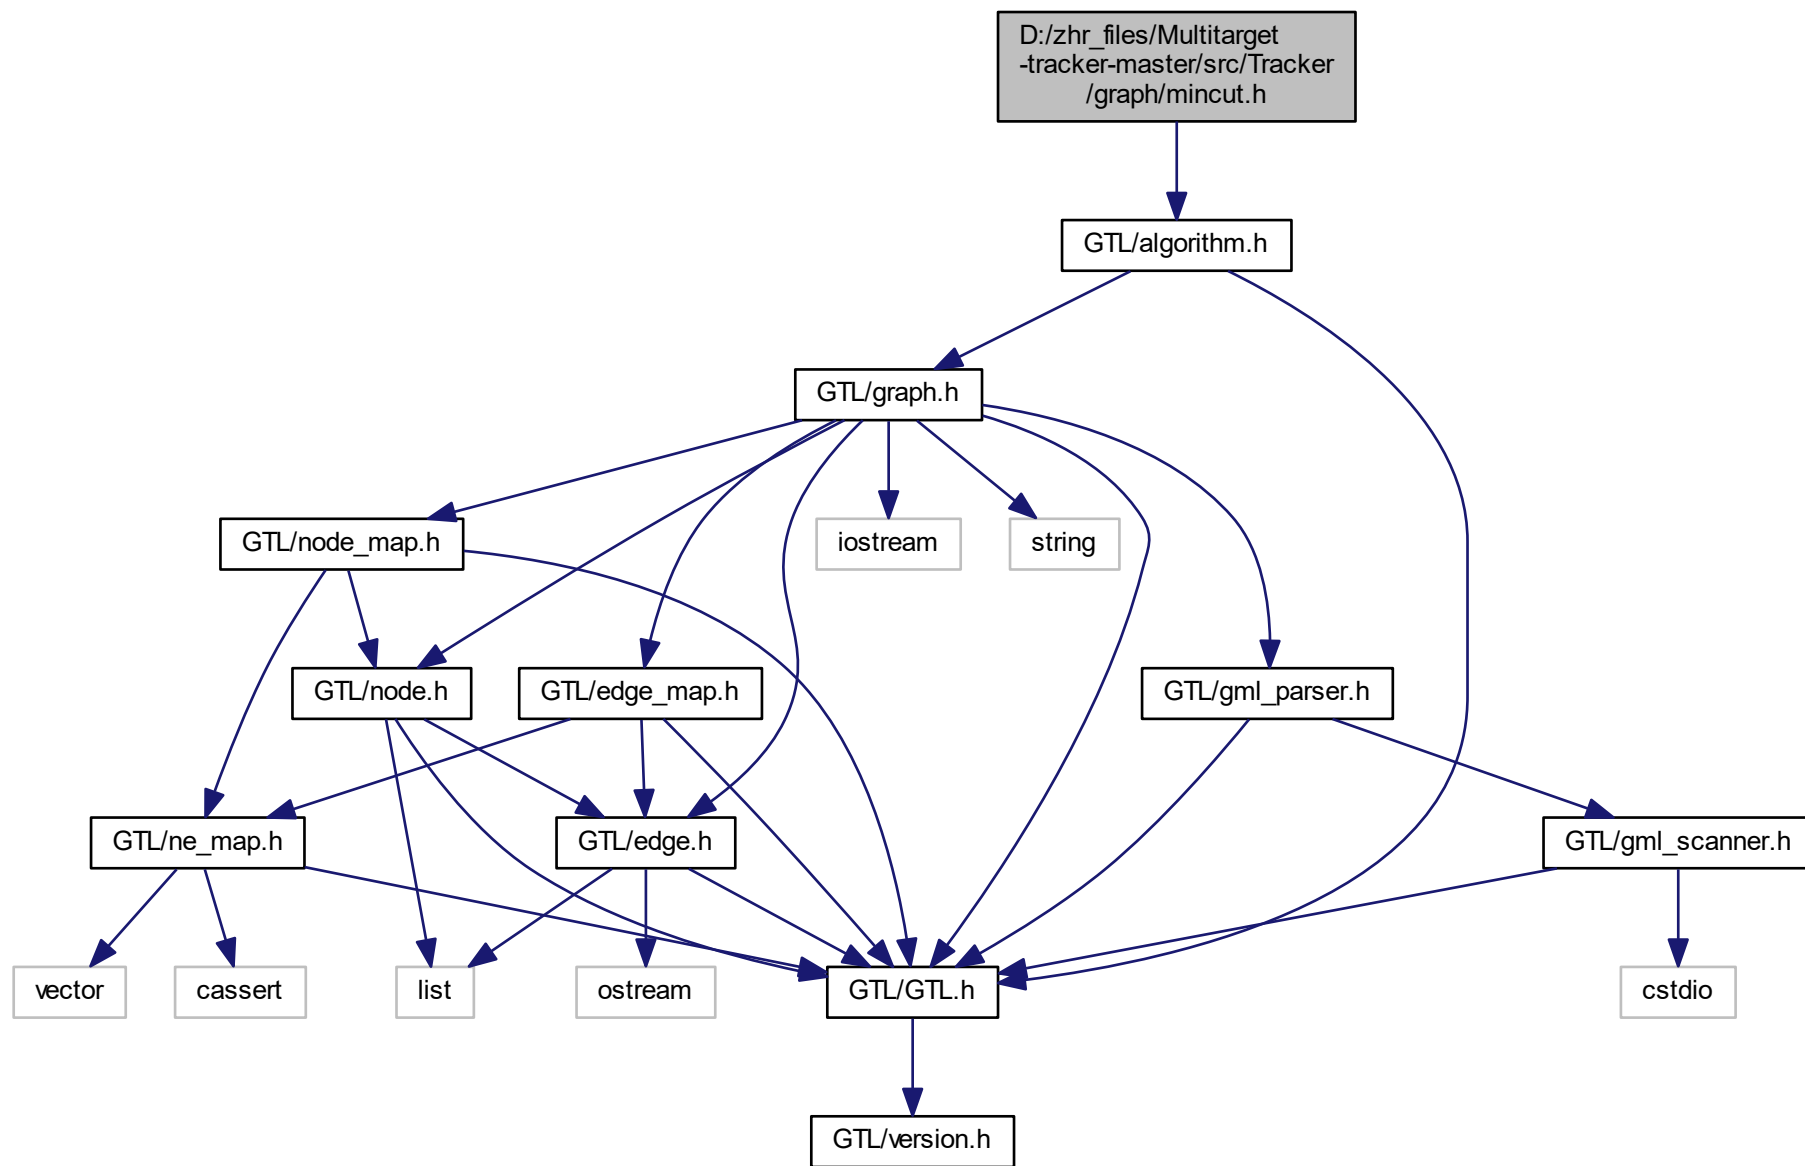 D:/zhr_files/Multitarget
-tracker-master/src/Tracker
/graph/mincut.h
GTL/algorithm.h
GTL/graph.h
GTL/node_map.h
iostream
string
GTL/node.h
GTL/edge_map.h
GTL/gml_parser.h
GTL/ne_map.h
GTL/edge.h
GTL/gml_scanner.h
vector
cassert
list
ostream
GTL/GTL.h
cstdio
GTL/version.h